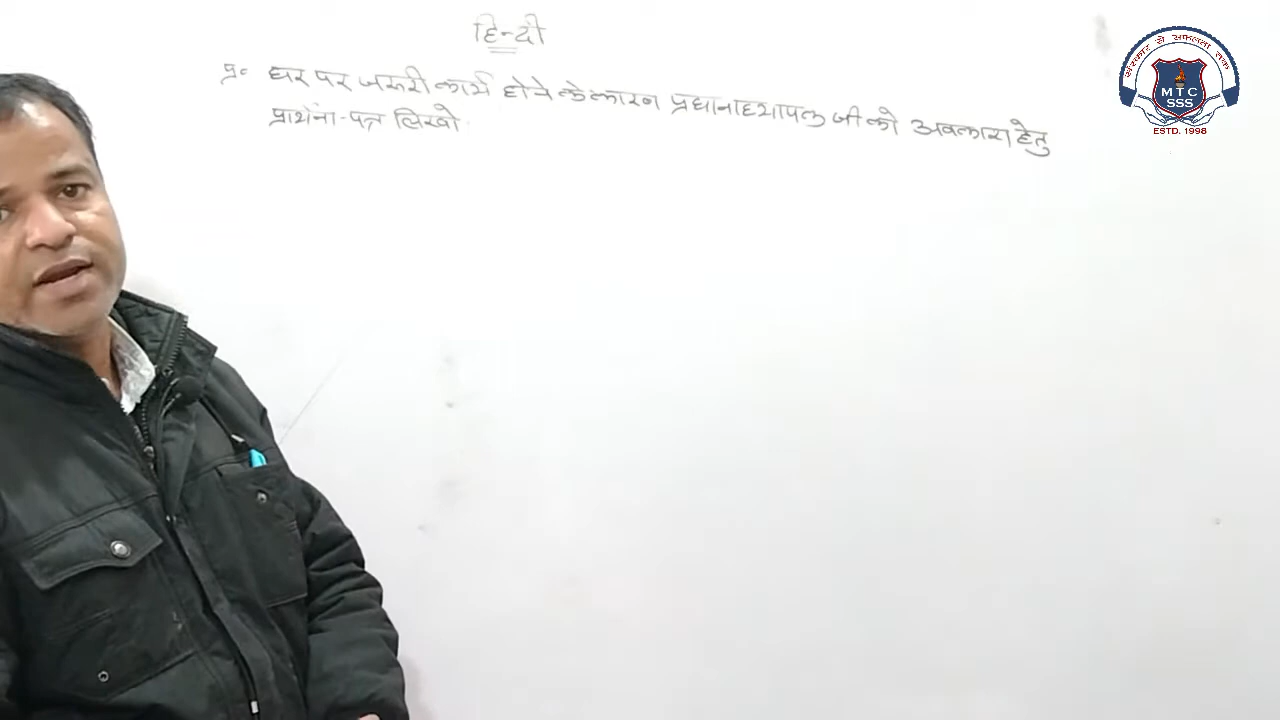 हिन्दी
प्र० घर पर जरूरी कार्य होने के कारण प्रधानाध्यापक जी को अवकाश हेतु
प्रार्थना-पत्र लिखो
MTC
SSS
ESTD. 1998